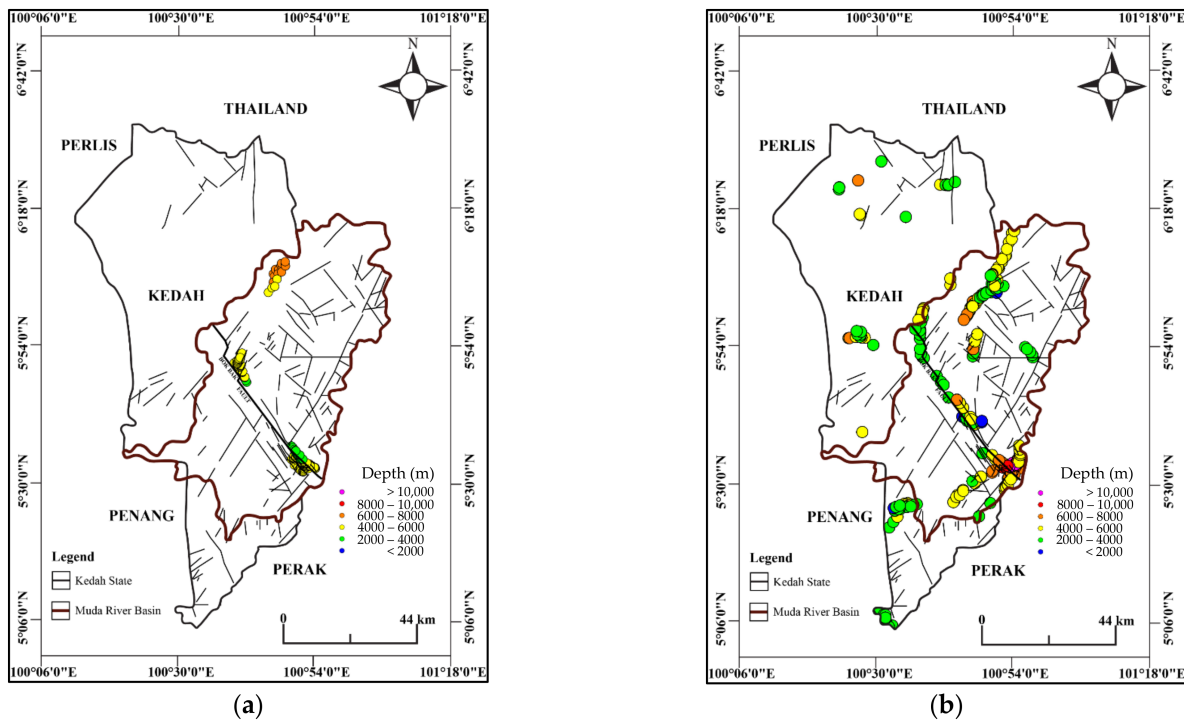 100°06'0"E 100°30'0"E 100°54'0"E 101°18'0"E
6°42'0"N
6°18'0"N
5°54'0"N
5°30'0"N
5°06'0"N
N
6°42'0"N
6°18'0"N
5°54'0"N
5°30'0"N
5°06'0"N
THAILAND
PERLIS
KEDAH
PENANG
PERAK
Depth (m)
> 10,000
8000 – 10,000
6000 – 8000
4000 – 6000
2000 – 4000
< 2000
Legend
Kedah State
Muda River Basin
0 44 km
100°06'0"E 100°30'0"E 100°54'0"E 101°18'0"E
(a)
100°06'0"E 100°30'0"E 100°54'0"E 101°18'0"E
6°42'0"N
6°18'0"N
5°54'0"N
5°30'0"N
5°06'0"N
N
6°42'0"N
6°18'0"N
5°54'0"N
5°30'0"N
5°06'0"N
THAILAND
PERLIS
KEDAH
PENANG
PERAK
Depth (m)
> 10,000
8000 – 10,000
6000 – 8000
4000 – 6000
2000 – 4000
< 2000
Legend
Kedah State
Muda River Basin
0 44 km
100°06'0"E 100°30'0"E 100°54'0"E 101°18'0"E
(b)